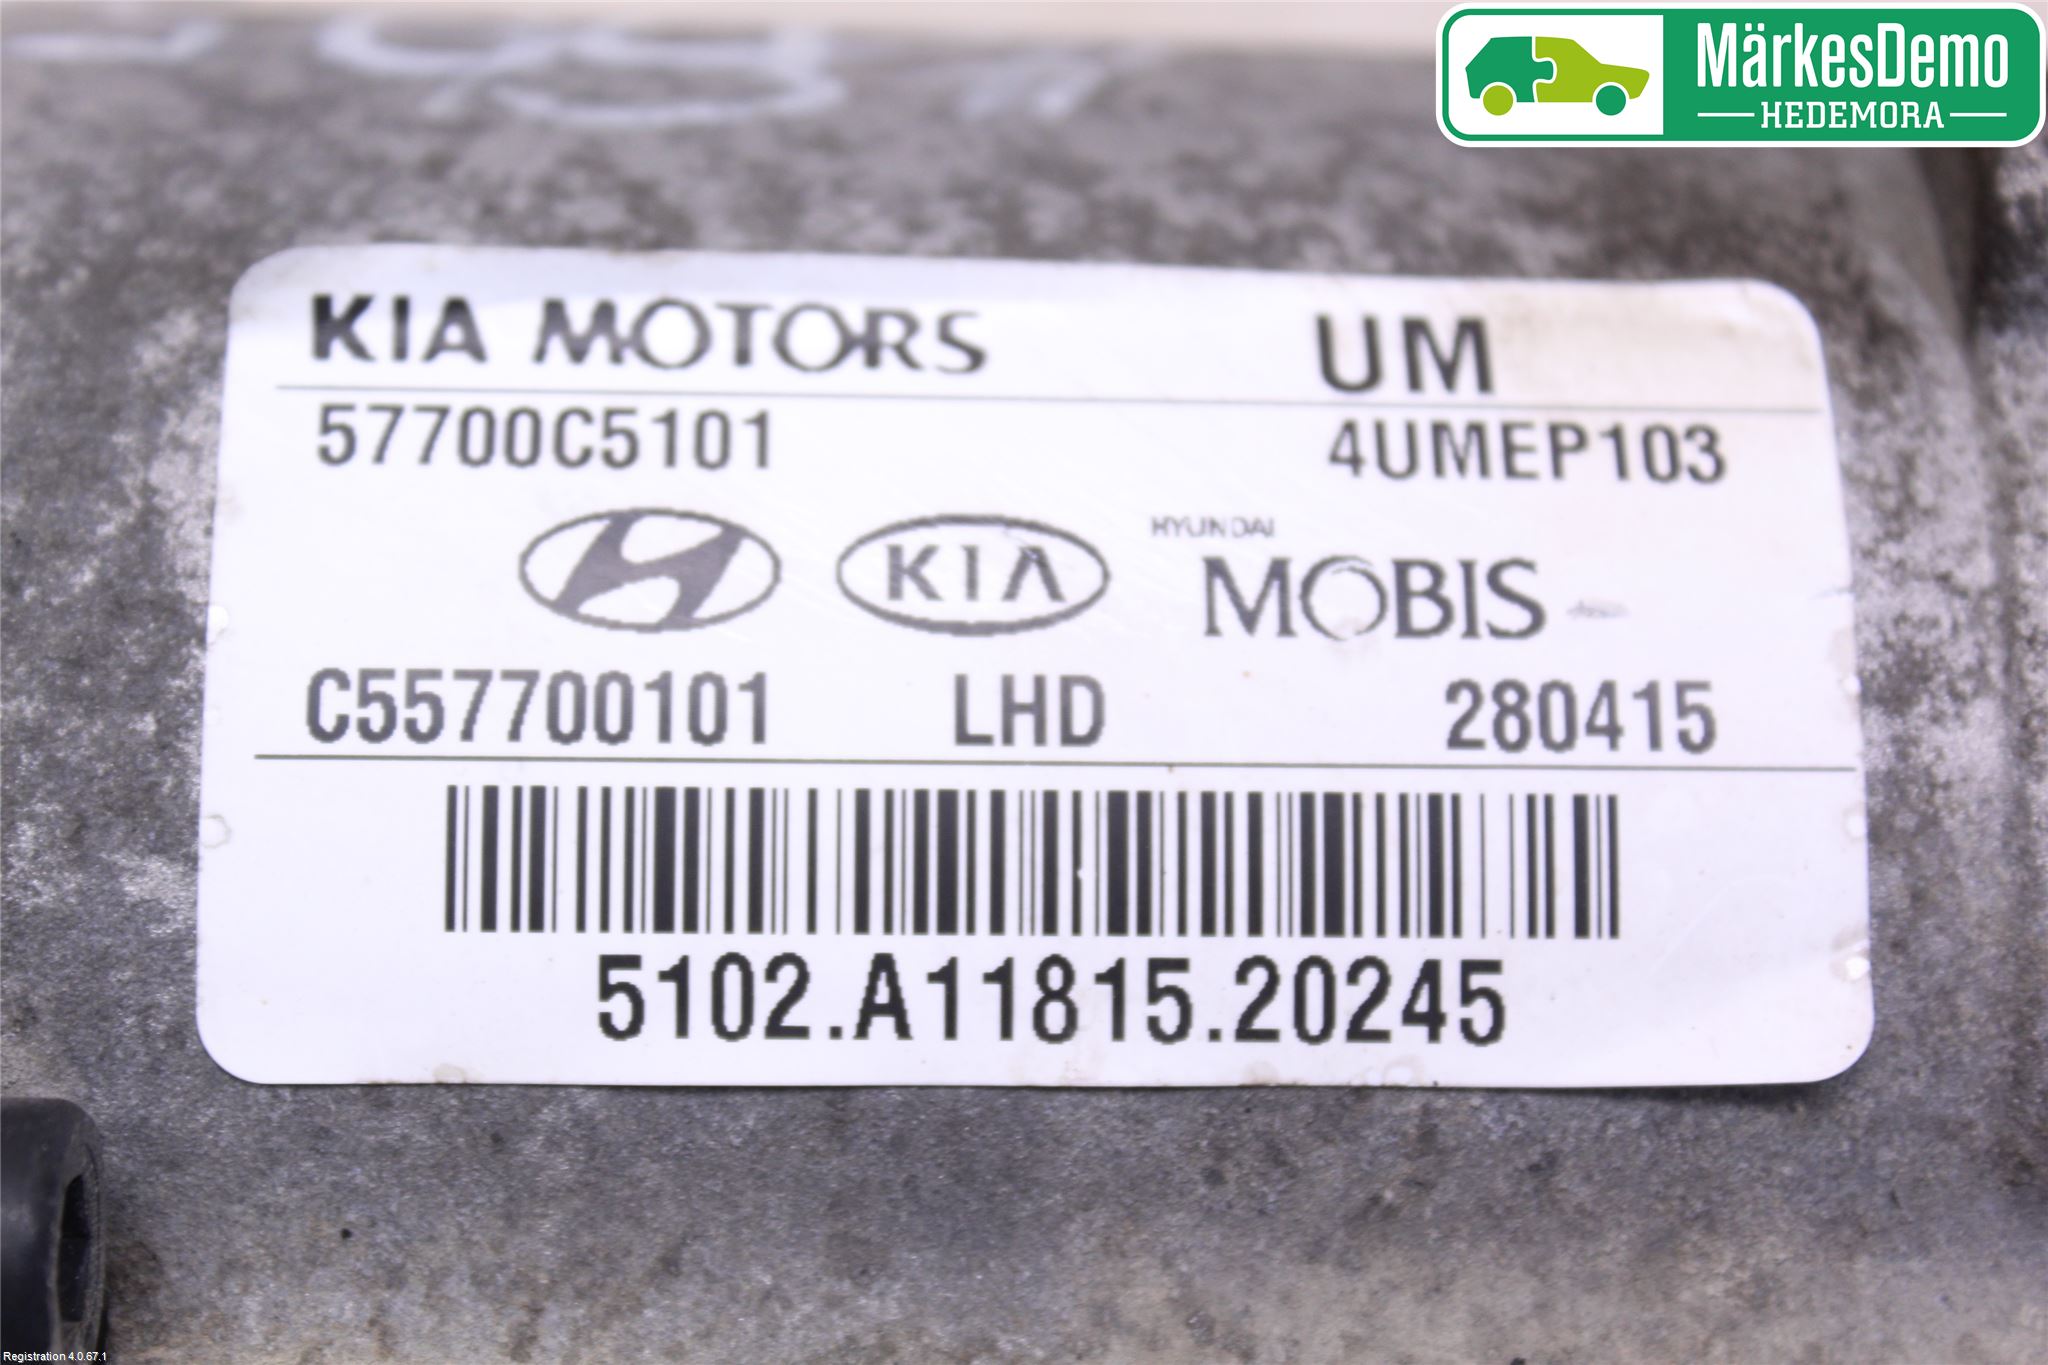 MärkesDemo
HEDEMORA
KIA MOTORS UM
57700C5101 4UMEP103
KIA HYUNDAI MOBIS
C557700101 LHD 280415
5102.A11815.20245
Registration 4.0.67.1